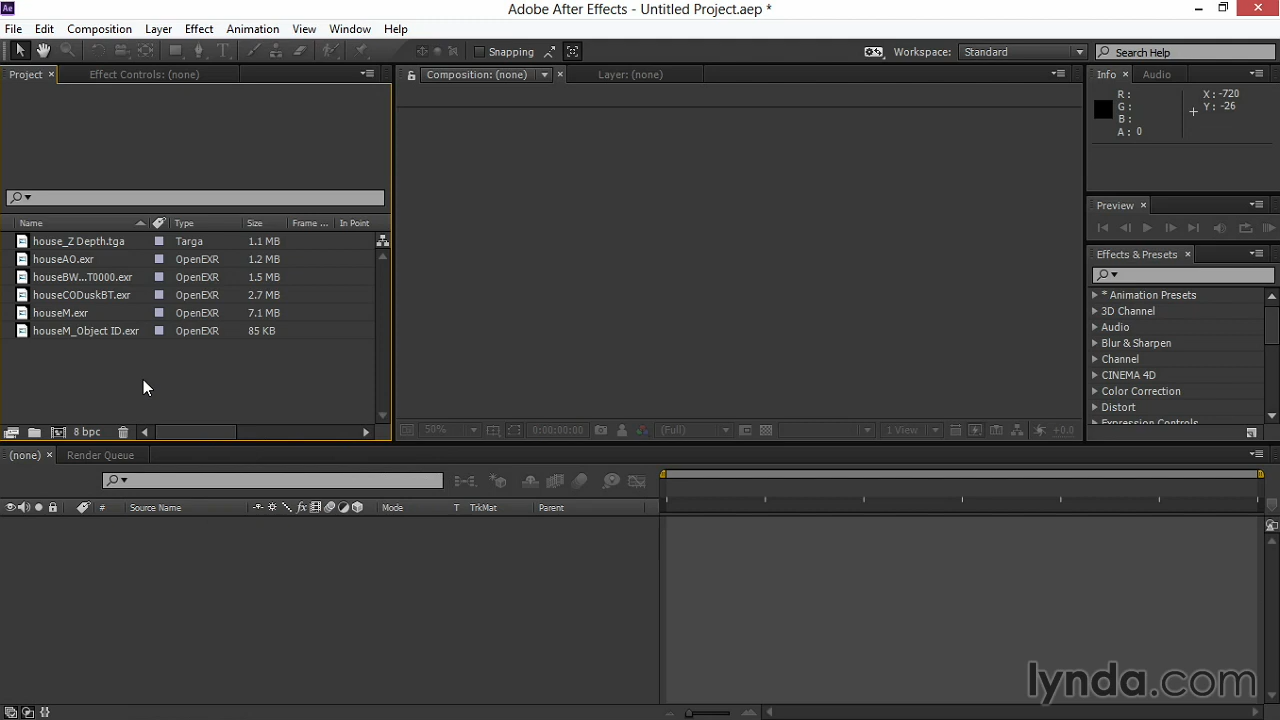 Ae
Adobe After Effects - Untitled Project.aep *
File Edit Composition Layer Effect Animation View Window Help
Snapping
Workspace: Standard
Search Help
Project
Effect Controls: (none)
Composition: (none)
Layer: (none)
Info
Audio
R :
G :
B :
A : 0
X : -720
Y : -26
Name Type Size Frame ... In Point
house_Z Depth.tga Targa 1.1 MB
houseAO.exr OpenEXR 1.2 MB
houseBW...T0000.exr OpenEXR 1.5 MB
houseCODuskBT.exr OpenEXR 2.7 MB
houseM.exr OpenEXR 7.1 MB
houseM_Object ID.exr OpenEXR 85 KB
8 bpc
50%
0:00:00:00
(Full)
1 View
+0.0
Preview
Effects & Presets
* Animation Presets
3D Channel
Audio
Blur & Sharpen
Channel
CINEMA 4D
Color Correction
Distort
Expression Controls
(none)
Render Queue
# Source Name fx Mode T TrkMat Parent
lynda.com